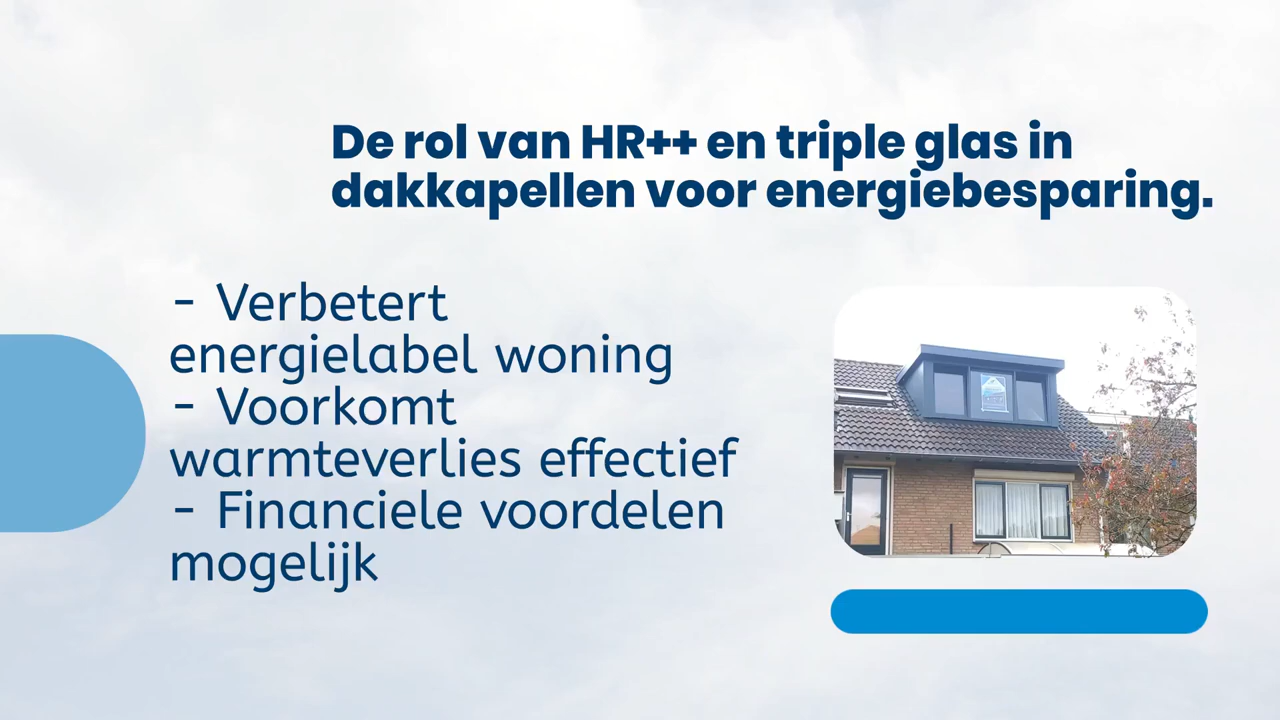 De rol van HR++ en triple glas in
dakkapellen voor energiebesparing.
- Verbetert
energielabel woning
- Voorkomt
warmteverlies effectief
- Financiele voordelen
mogelijk